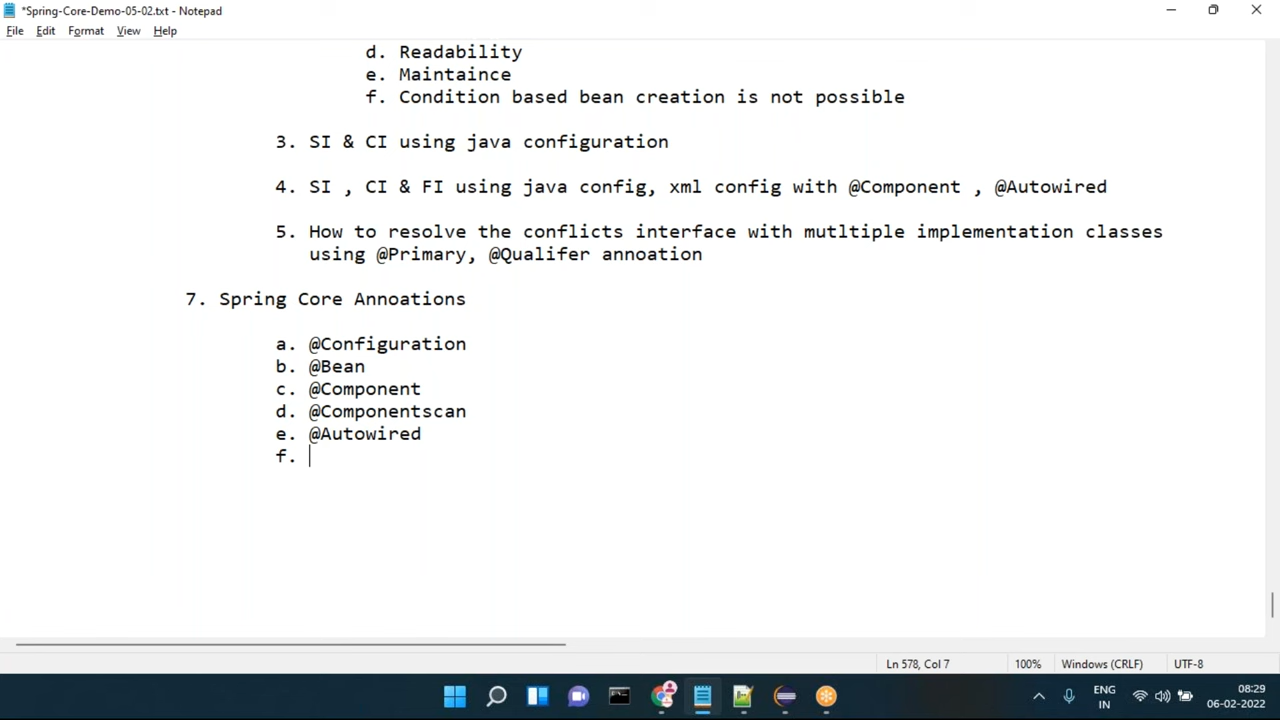 *Spring-Core-Demo-05-02.txt - Notepad
File Edit Format View Help
d. Readability
e. Maintaince
f. Condition based bean creation is not possible
3. SI & CI using java configuration
4. SI , CI & FI using java config, xml config with @Component , @Autowired
5. How to resolve the conflicts interface with mutltiple implementation classes
using @Primary, @Qualifer annoation
7. Spring Core Annoations
a. @Configuration
b. @Bean
c. @Component
d. @Componentscan
e. @Autowired
f.
Ln 578, Col 7 100% Windows (CRLF) UTF-8
ENG
IN
08:29
06-02-2022